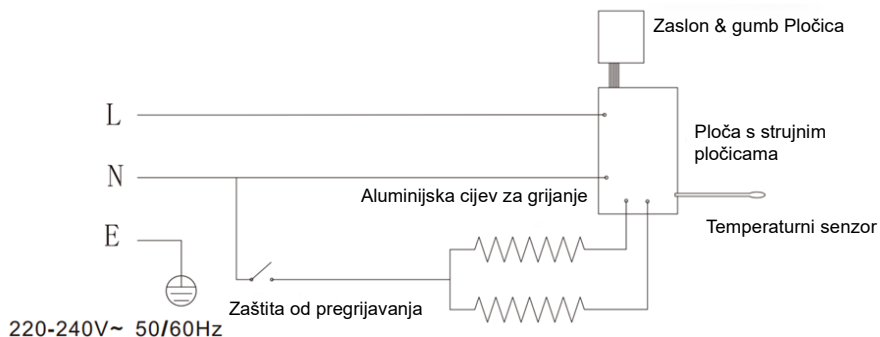 Zaslon & gumb Pločica
L
Ploča s strujnim
pločicama
N
Aluminijska cijev za grijanje
Temperaturni senzor
E
Zaštita od pregrijavanja
220-240V~ 50/60Hz